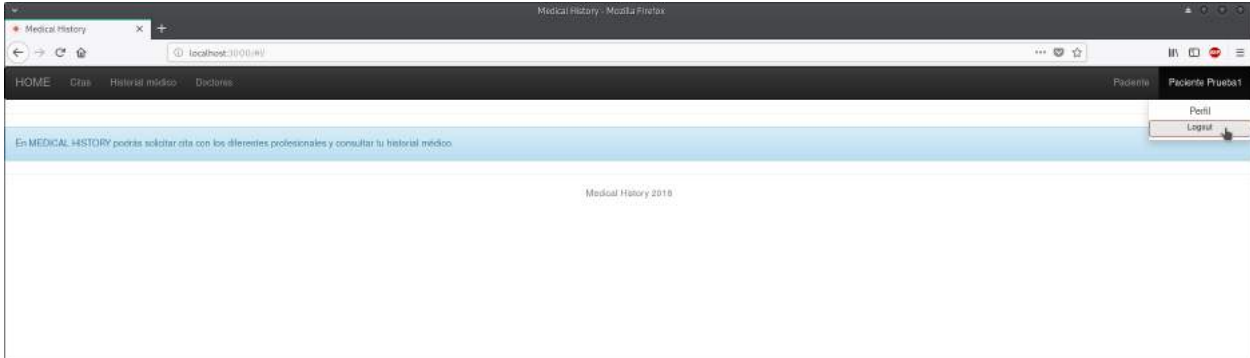 Medical History - Mozilla Firefox
Medical History
localhost:3000/#!/
HOME Citas Historial médico Doctores Paciente Paciente Prueba1
Perfil
Logout
En MEDICAL HISTORY podrás solicitar cita con los diferentes profesionales y consultar tu historial médico.
Medical History 2018